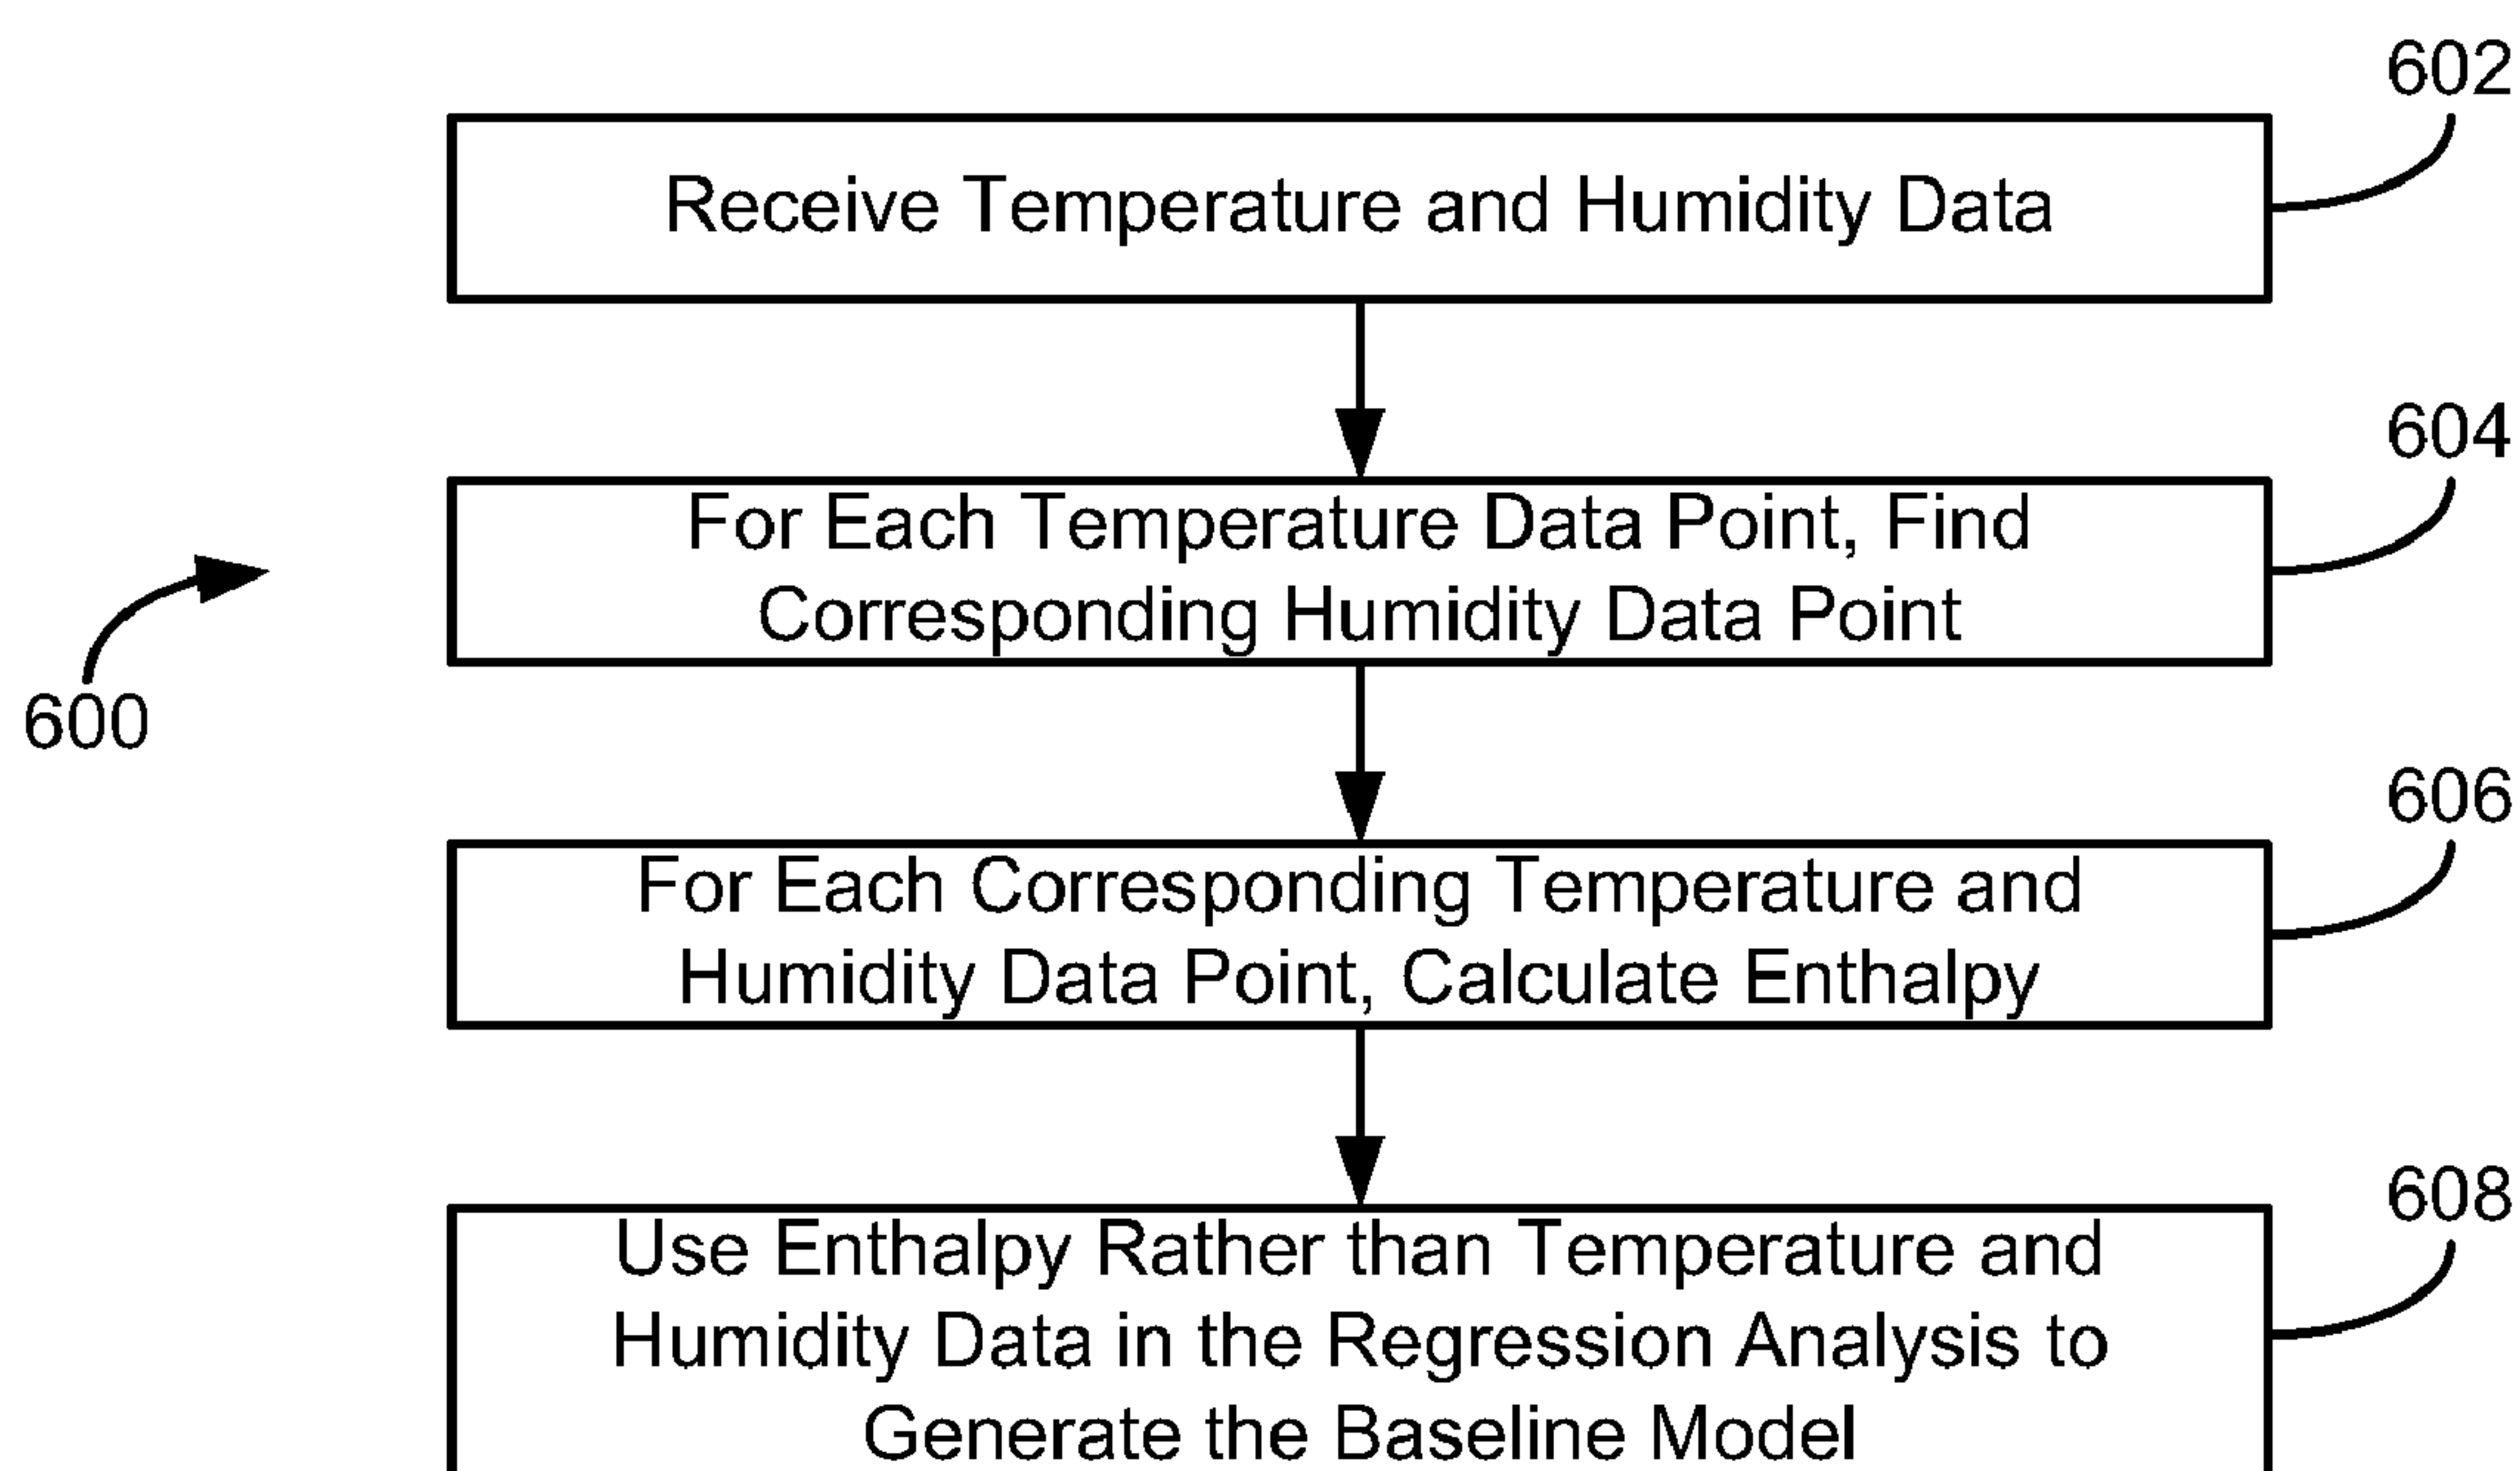 602
Receive Temperature and Humidity Data
604
For Each Temperature Data Point, Find
Corresponding Humidity Data Point
600
606
For Each Corresponding Temperature and
Humidity Data Point, Calculate Enthalpy
608
Use Enthalpy Rather than Temperature and
Humidity Data in the Regression Analysis to
Generate the Baseline Model